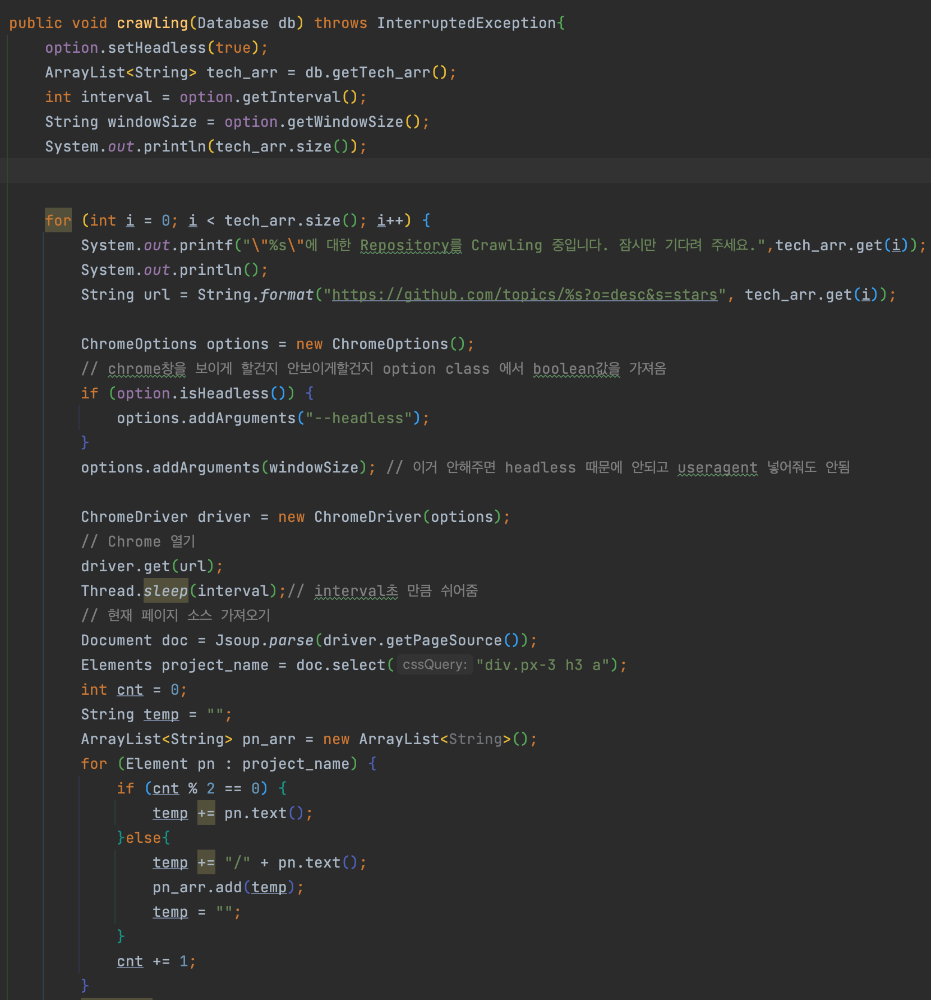 public void crawling(Database db) throws InterruptedException{
option.setHeadless(true);
ArrayList<String> tech_arr = db.getTech_arr();
int interval = option.getInterval();
String windowSize = option.getWindowSize();
System.out.println(tech_arr.size());
for (int i = 0; i < tech_arr.size(); i++) {
System.out.printf("\"%s\"에 대한 Repository를 Crawling 중입니다. 잠시만 기다려 주세요.",tech_arr.get(i));
System.out.println();
String url = String.format("https://github.com/topics/%s?o=desc&s=stars", tech_arr.get(i));
ChromeOptions options = new ChromeOptions();
// chrome창을 보이게 할건지 안보이게할건지 option class 에서 boolean값을 가져옴
if (option.isHeadless()) {
options.addArguments("--headless");
}
options.addArguments(windowSize); // 이거 안해주면 headless 때문에 안되고 useragent 넣어줘도 안됨
ChromeDriver driver = new ChromeDriver(options);
// Chrome 열기
driver.get(url);
Thread.sleep(interval);// interval초 만큼 쉬어줌
// 현재 페이지 소스 가져오기
Document doc = Jsoup.parse(driver.getPageSource());
Elements project_name = doc.select( cssQuery: "div.px-3 h3 a");
int cnt = 0;
String temp = "";
ArrayList<String> pn_arr = new ArrayList<String>();
for (Element pn : project_name) {
if (cnt % 2 == 0) {
temp += pn.text();
}else{
temp += "/" + pn.text();
pn_arr.add(temp);
temp = "";
}
cnt += 1;
}